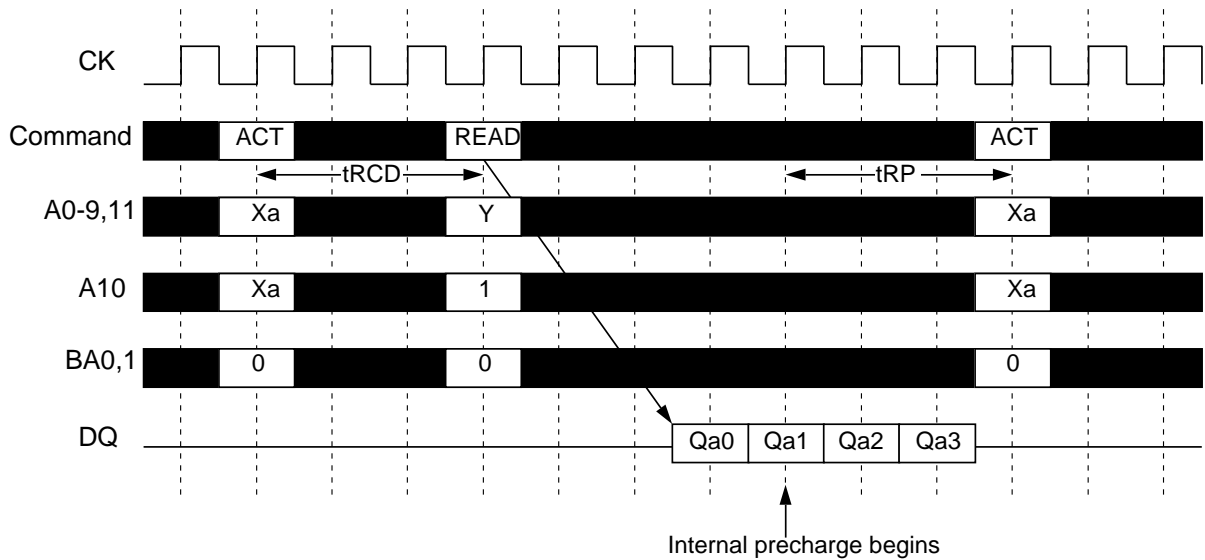 CK
Command ACT READ ACT
tRCD tRP
A0-9,11 Xa Y Xa
A10 Xa 1 Xa
BA0,1 0 0 0
DQ Qa0 Qa1 Qa2 Qa3
Internal precharge begins